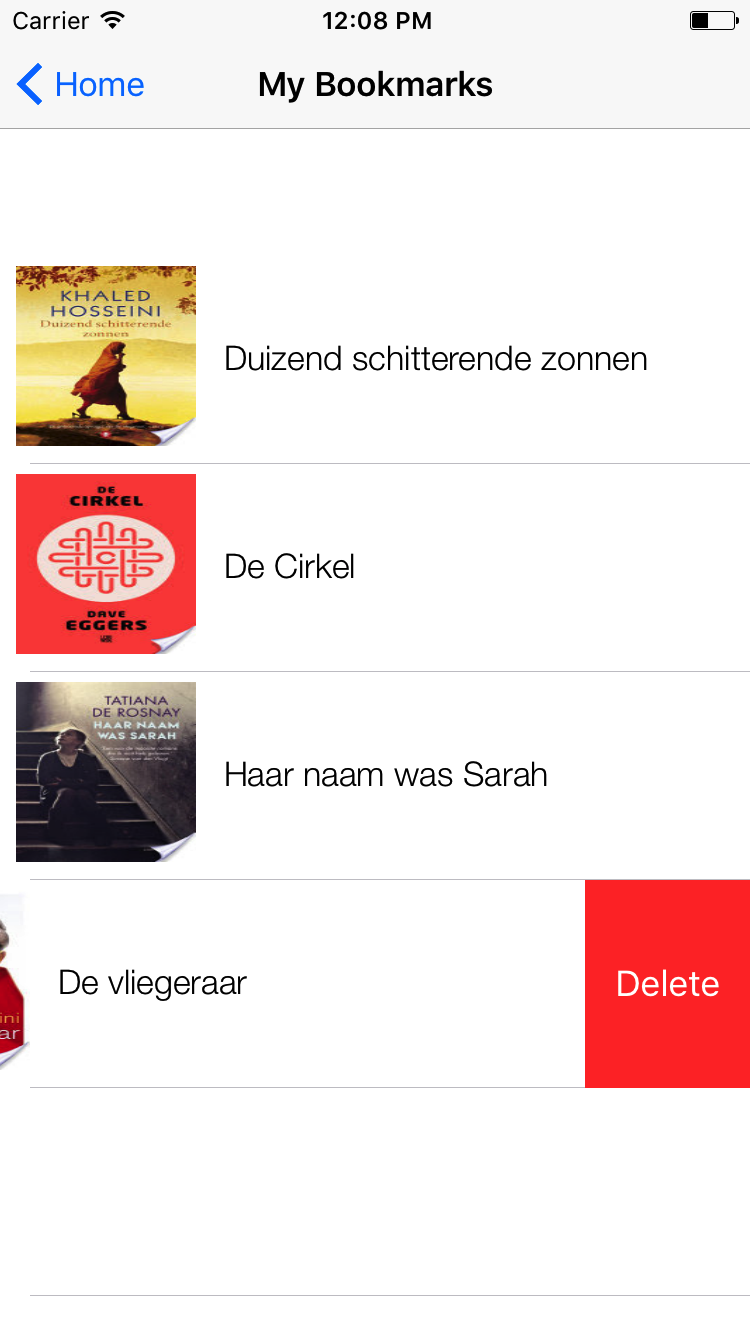 Carrier 12:08 PM
Home My Bookmarks
KHALED
HOSSEINI
Duizend schitterende
zonnen
Duizend schitterende zonnen
DE
CIRKEL
DAVE
EGGERS
De Cirkel
TATIANA
DE ROSNAY
HAAR NAAM
WAS SARAH
Haar naam was Sarah
ini
ar
De vliegeraar
Delete